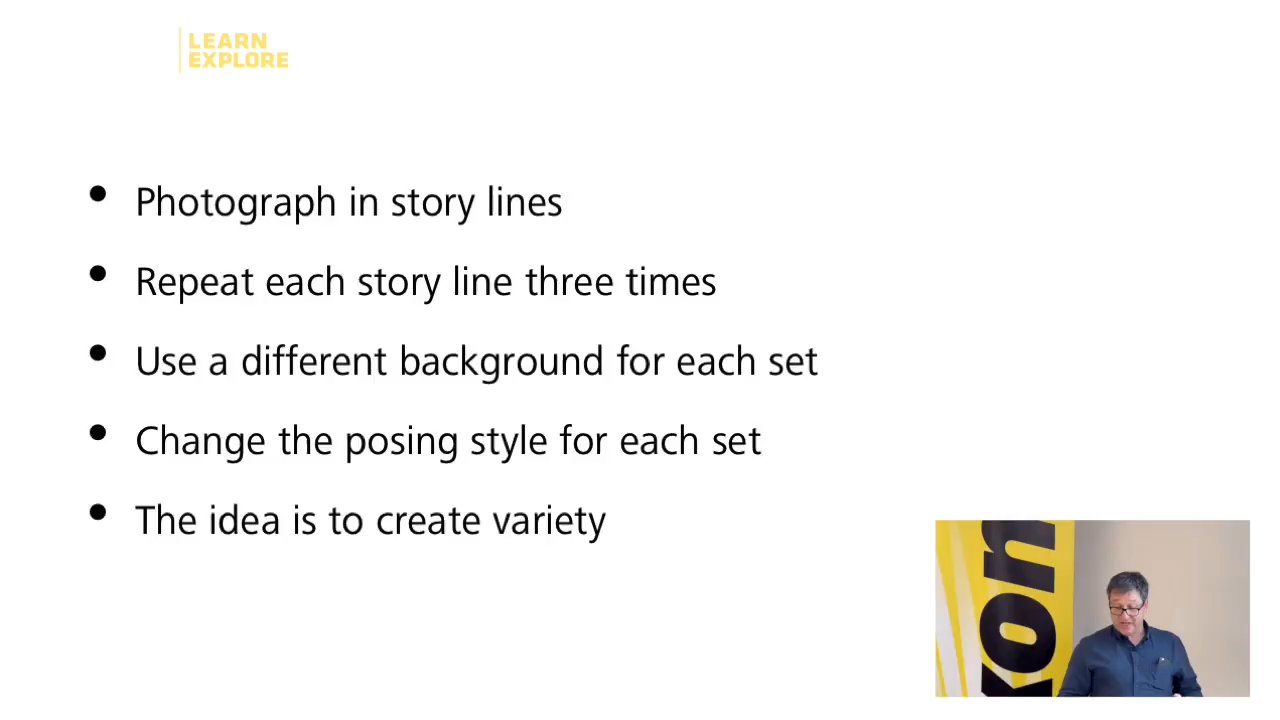 LEARN
EXPLORE
• Photograph in story lines
• Repeat each story line three times
• Use a different background for each set
• Change the posing style for each set
• The idea is to create variety
kon